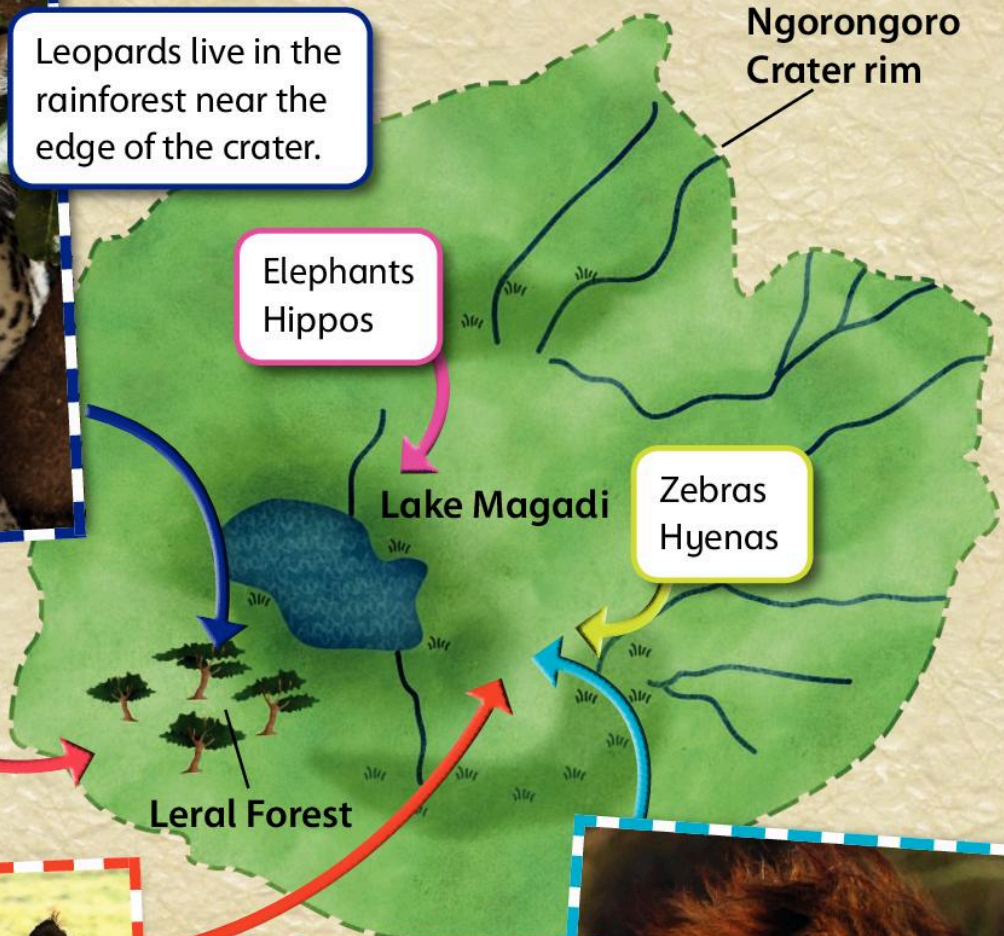 Leopards live in the
rainforest near the
edge of the crater.
Ngorongoro
Crater rim
Elephants
Hippos
Lake Magadi
Zebras
Hyenas
Leral Forest